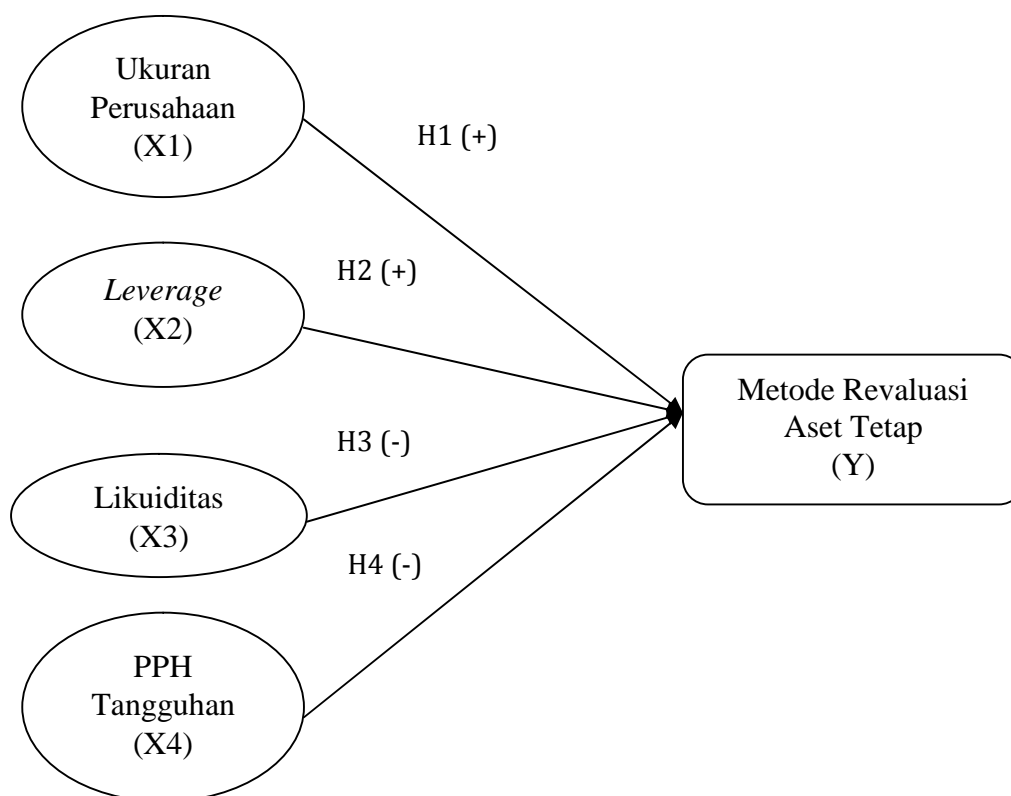 Ukuran
Perusahaan
(X1)
H1 (+)
H2 (+)
Leverage
(X2)
Metode Revaluasi
Aset Tetap
(Y)
H3 (-)
Likuiditas
(X3)
H4 (-)
PPH
Tangguhan
(X4)